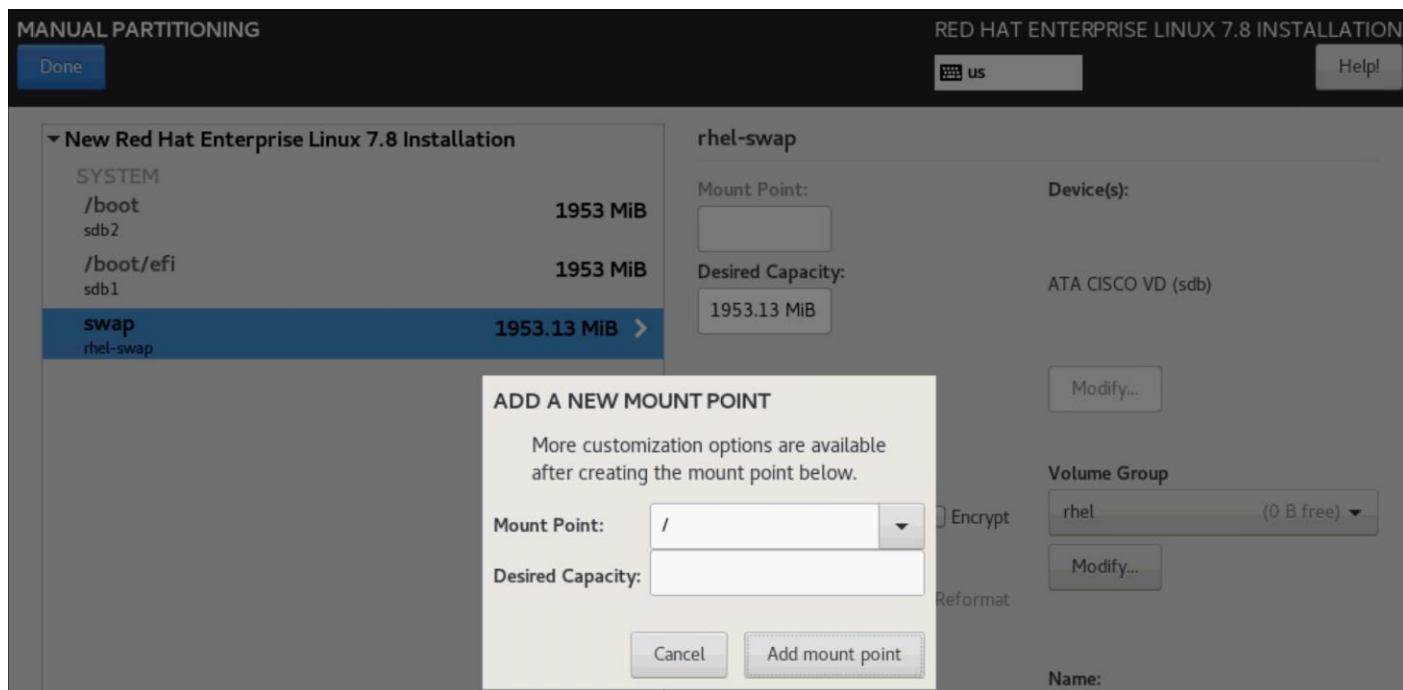 MANUAL PARTITIONING
RED HAT ENTERPRISE LINUX 7.8 INSTALLATION
Done
us
Help!
New Red Hat Enterprise Linux 7.8 Installation
SYSTEM
/boot
1953 MiB
sdb2
/boot/efi
1953 MiB
sdb1
swap
1953.13 MiB
rhel-swap
rhel-swap
Mount Point:
Device(s):
Desired Capacity:
1953.13 MiB
ATA CISCO VD (sdb)
Modify...
Volume Group
Encrypt
rhel (0 B free)
Modify...
Reformat
Name:
ADD A NEW MOUNT POINT
More customization options are available
after creating the mount point below.
Mount Point: /
Desired Capacity:
Cancel
Add mount point